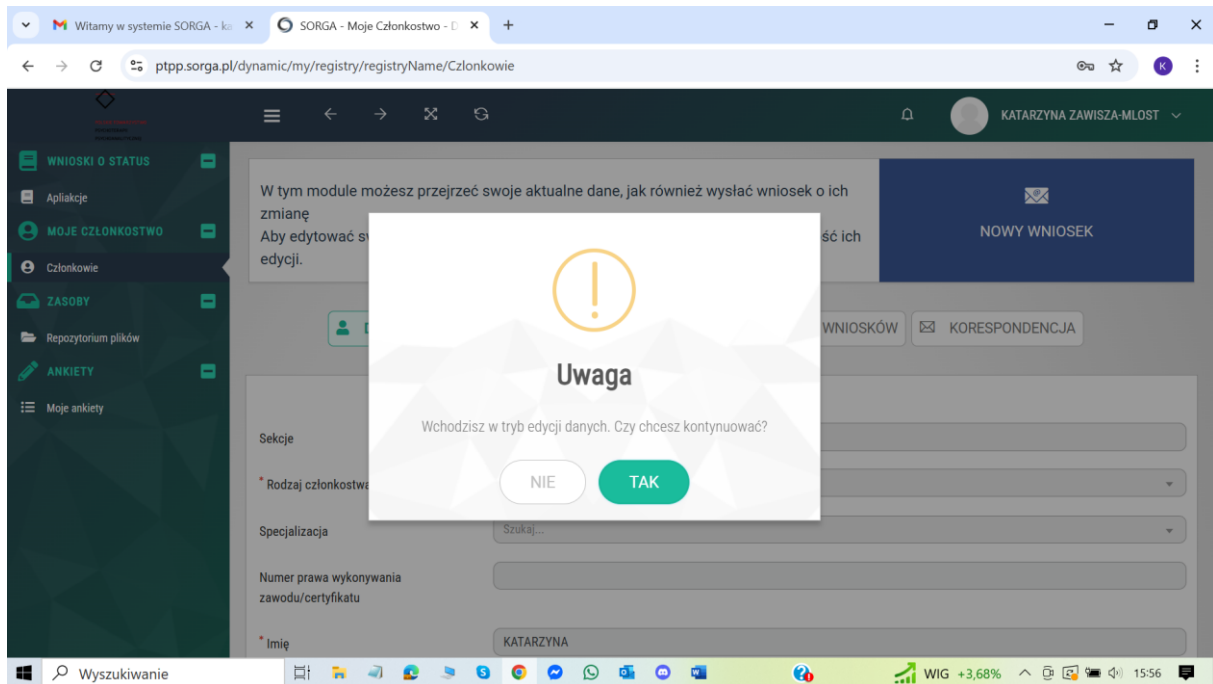 Witamy w systemie SORGA - ka
SORGA - Moje Członkostwo - D
ptpp.sorga.pl/dynamic/my/registry/registryName/Czlonkowie
K
KATARZYNA ZAWISZA-MLOST
WNIOSKI O STATUS
Apliakcje
MOJE CZŁONKOSTWO
Członkowie
ZASOBY
Repozytorium plików
ANKIETY
Moje ankiety
W tym module możesz przejrzeć swoje aktualne dane, jak również wysłać wniosek o ich
zmianę
Aby edytować ść ich
edycji.
NOWY WNIOSEK
WNIOSKÓW
KORESPONDENCJA
Uwaga
Wchodzisz w tryb edycji danych. Czy chcesz kontynuować?
NIE
TAK
Sekcje
* Rodzaj członkostwa
Specjalizacja
Szukaj...
Numer prawa wykonywania
zawodu/certyfikatu
* Imię
KATARZYNA
Wyszukiwanie
WIG +3,68%
15:56